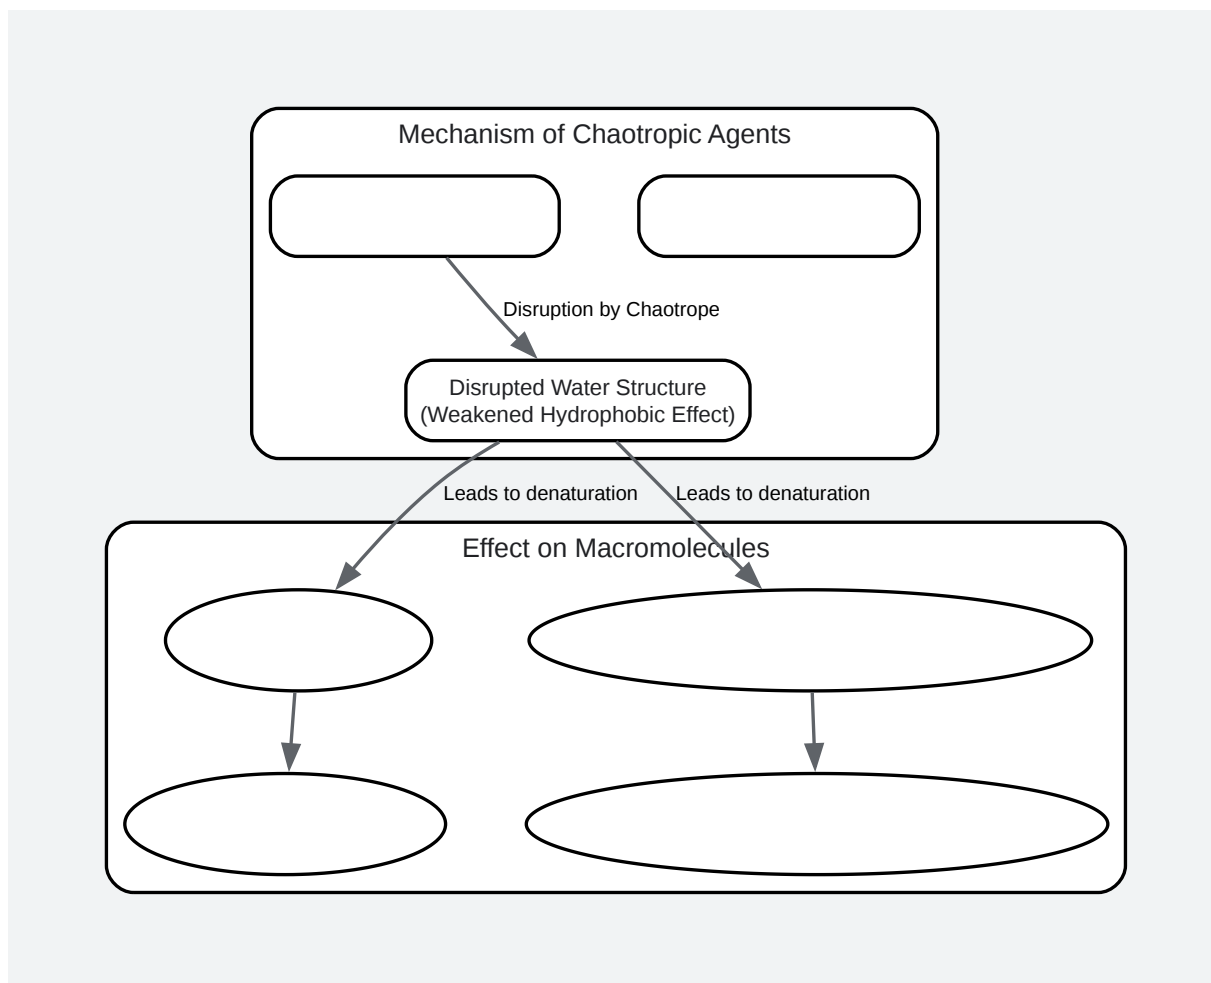 Mechanism of Chaotropic Agents
Disruption by Chaotrope
Disrupted Water Structure
(Weakened Hydrophobic Effect)
Leads to denaturation
Leads to denaturation
Effect on Macromolecules